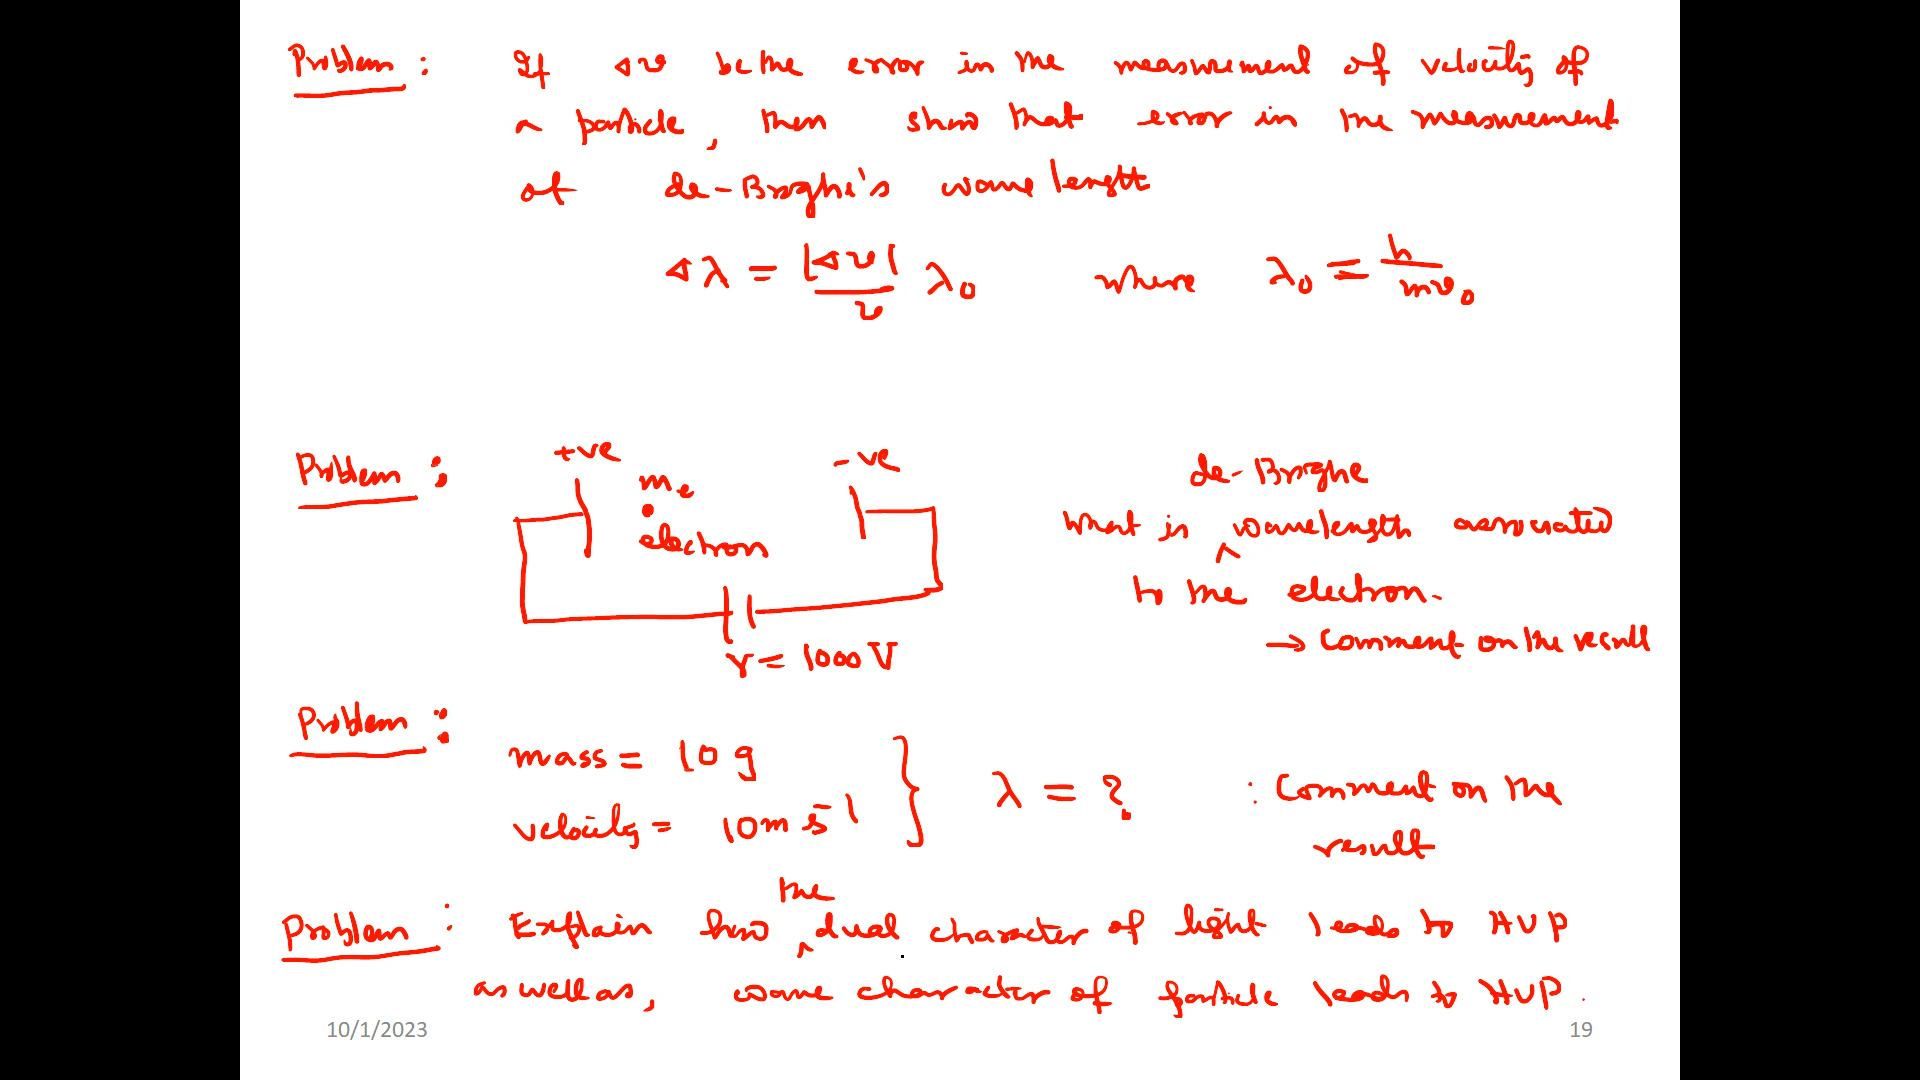 Problem : If Δv be the error in the measurement of velocity of
a particle, then show that error in the measurement
of de-Broghi's wavelength
Δλ = |Δv| / v λ₀ where λ₀ = h / mv₀
Problem :
+ve
-ve
mₑ
electron
V = 1000 V
de-Broghe
What is ^ wavelength associated
to the electron.
→ Comment on the result
Problem :
mass = 10 g
velocity = 10 m s⁻¹
} λ = ? : Comment on the
result
the
Problem : Explain how ^ dual character of light leads to HUP
as well as, wave character of particle leads to HUP.
10/1/2023
19